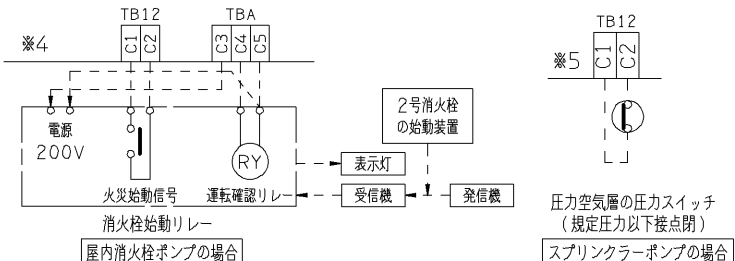 ※4
TB12
C1 C2
TBA
C3 C4 C5
電源
200V
火災始動信号
RY
運転確認リレー
消火栓始動リレー
屋内消火栓ポンプの場合
2号消火栓
の始動装置
表示灯
受信機
発信機
※5
TB12
C1 C2
圧力空気層の圧力スイッチ
(規定圧力以下接点閉)
スプリンクラーポンプの場合